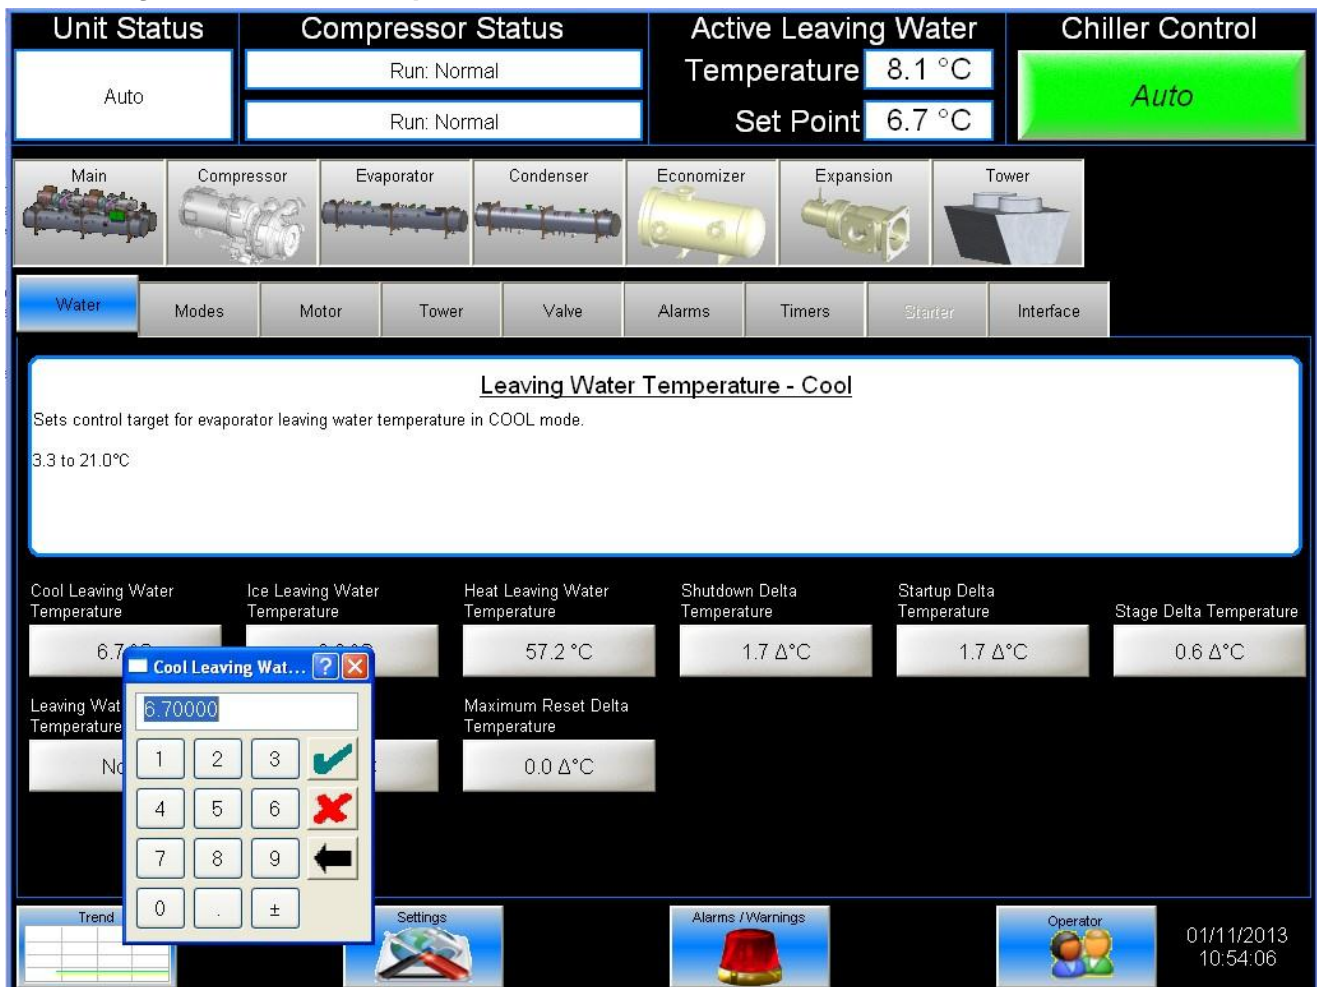 Unit Status
Compressor Status
Active Leaving Water
Chiller Control
Auto
Run: Normal
Run: Normal
Temperature 8.1 °C
Set Point 6.7 °C
Auto
Main
Compressor
Evaporator
Condenser
Economizer
Expansion
Tower
Water
Modes
Motor
Tower
Valve
Alarms
Timers
Starter
Interface
Leaving Water Temperature - Cool
Sets control target for evaporator leaving water temperature in COOL mode.
3.3 to 21.0°C
Cool Leaving Water
Temperature
Ice Leaving Water
Temperature
Heat Leaving Water
Temperature
Shutdown Delta
Temperature
Startup Delta
Temperature
Stage Delta Temperature
6.7
57.2 °C
1.7 Δ°C
1.7 Δ°C
0.6 Δ°C
Cool Leaving Wat...
6.70000
1 2 3
4 5 6
7 8 9
0 . ±
Leaving Wat
Temperature
Maximum Reset Delta
Temperature
0.0 Δ°C
Trend
Settings
Alarms / Warnings
Operator
01/11/2013
10:54:06